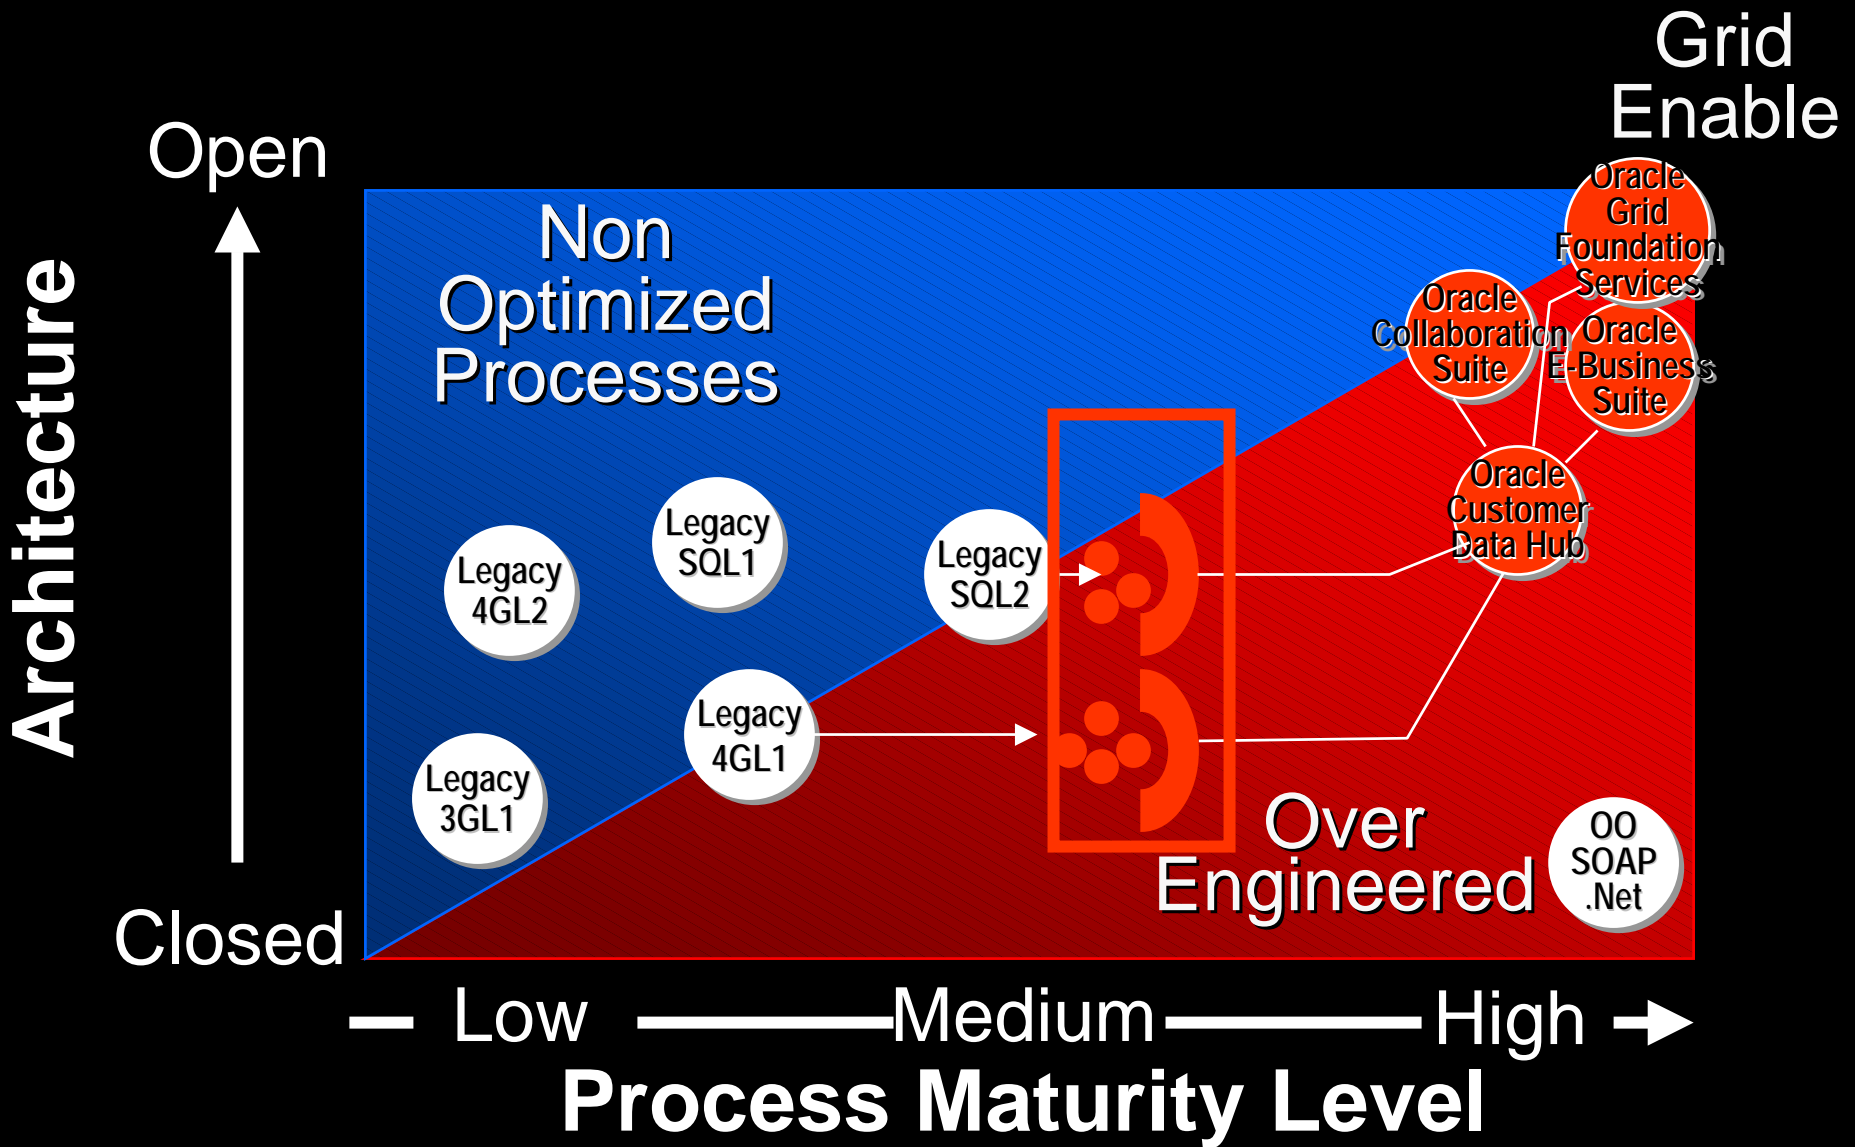 Grid
Enable
Open
Architecture
Closed
Non
Optimized
Processes
Oracle
Grid
Foundation
Services
Oracle
Collaboration
Suite
Oracle
E-Business
Suite
Oracle
Customer
Data Hub
Legacy
SQL1
Legacy
4GL2
Legacy
SQL2
Legacy
4GL1
Legacy
3GL1
Over
Engineered
OO
SOAP
.Net
Low
Medium
High
Process Maturity Level